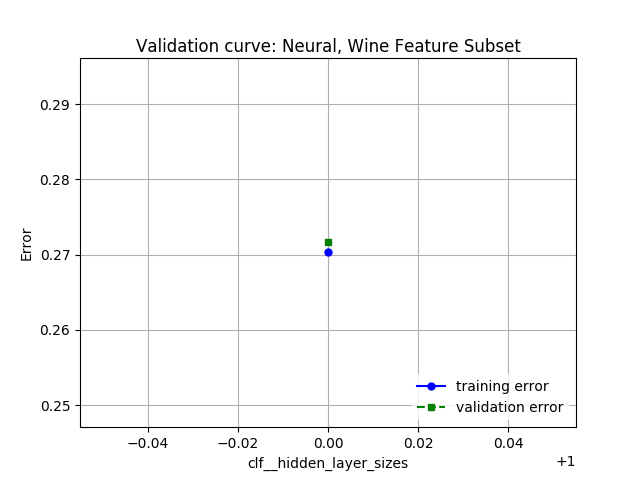 Validation curve: Neural, Wine Feature Subset
0.29
0.28
0.27
0.26
0.25
Error
training error
validation error
−0.04 −0.02 0.00 0.02 0.04
clf__hidden_layer_sizes
+1